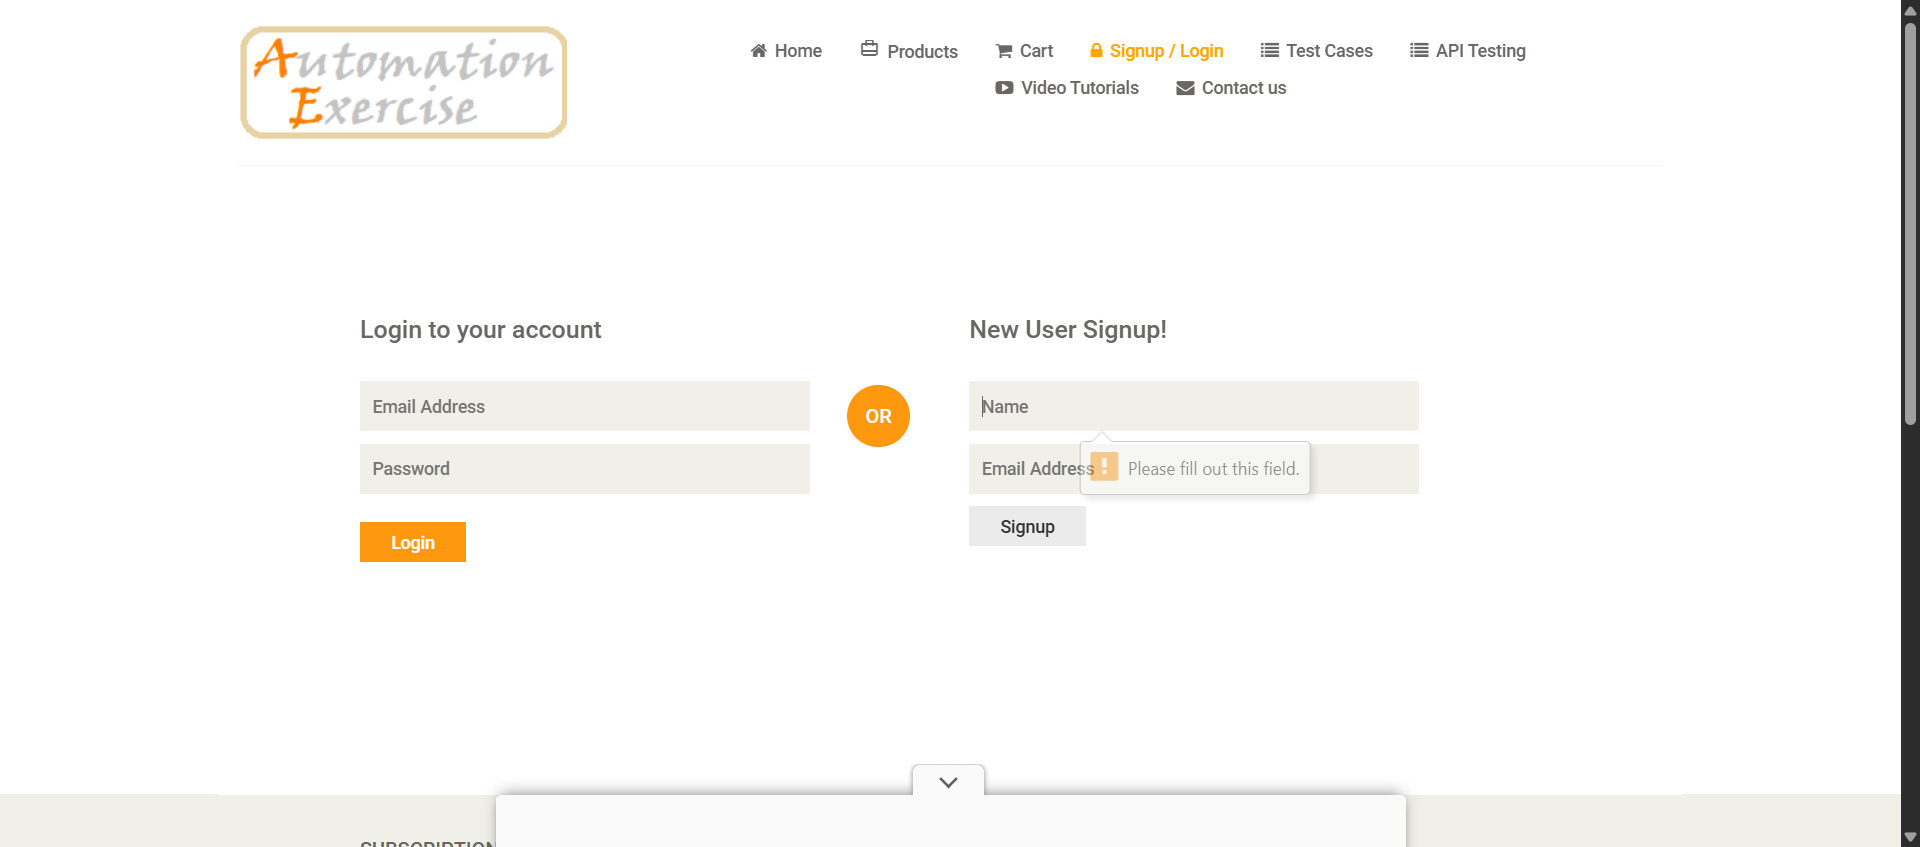 Automation
Exercise
Home
Products
Cart
Signup / Login
Test Cases
API Testing
Video Tutorials
Contact us
Login to your account
Email Address
Password
Login
OR
New User Signup!
Name
Email Address
Please fill out this field.
Signup
SUBSCRIPTION